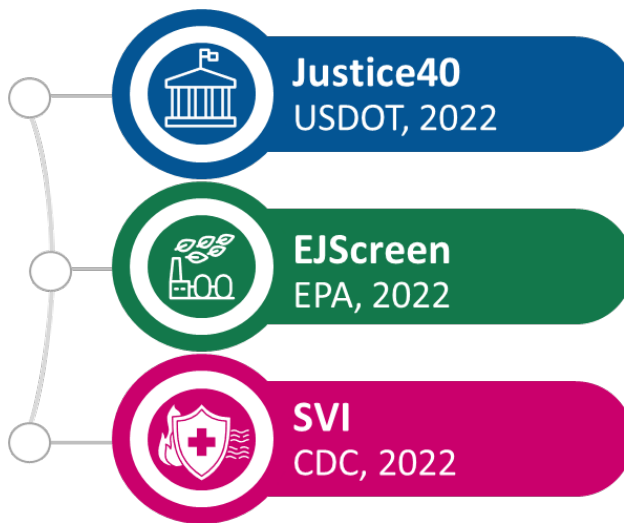 Justice40
USDOT, 2022
EJScreen
EPA, 2022
SVI
CDC, 2022